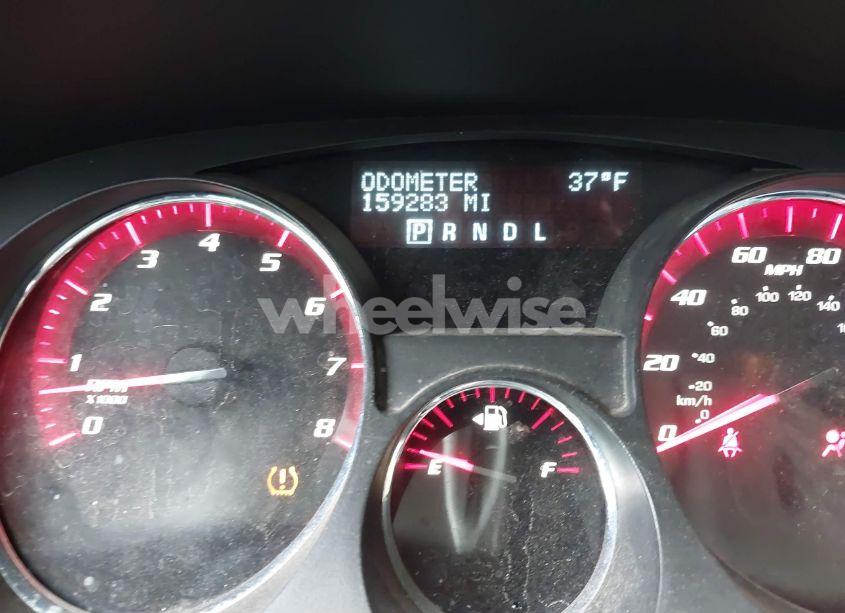 ODOMETER 37°F
159283 MI
P R N D L
0 1 2 3 4 5 6 7 8
RPM
X1000
E F
0 20 40 60 80
MPH
0 20 40 60 80 100 120 140
km/h
wheelwise